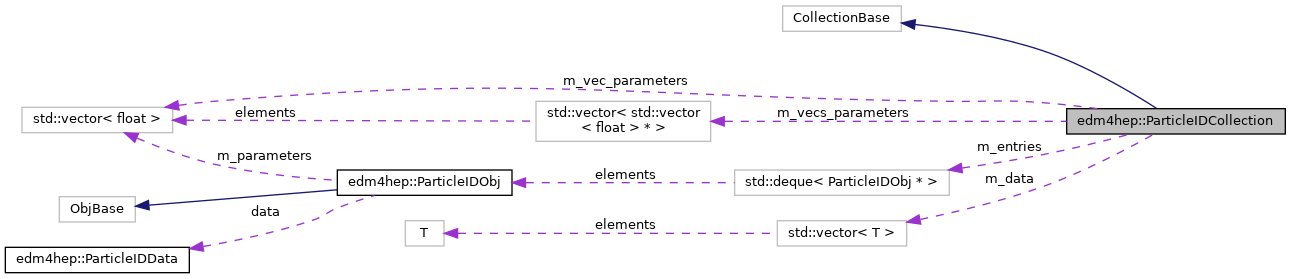 CollectionBase
m_vec_parameters
std::vector< float >
elements
std::vector< std::vector
< float > * >
m_vecs_parameters
edm4hep::ParticleIDCollection
m_parameters
m_entries
edm4hep::ParticleIDObj
elements
std::deque< ParticleIDObj * >
m_data
ObjBase
data
T
elements
std::vector< T >
edm4hep::ParticleIDData